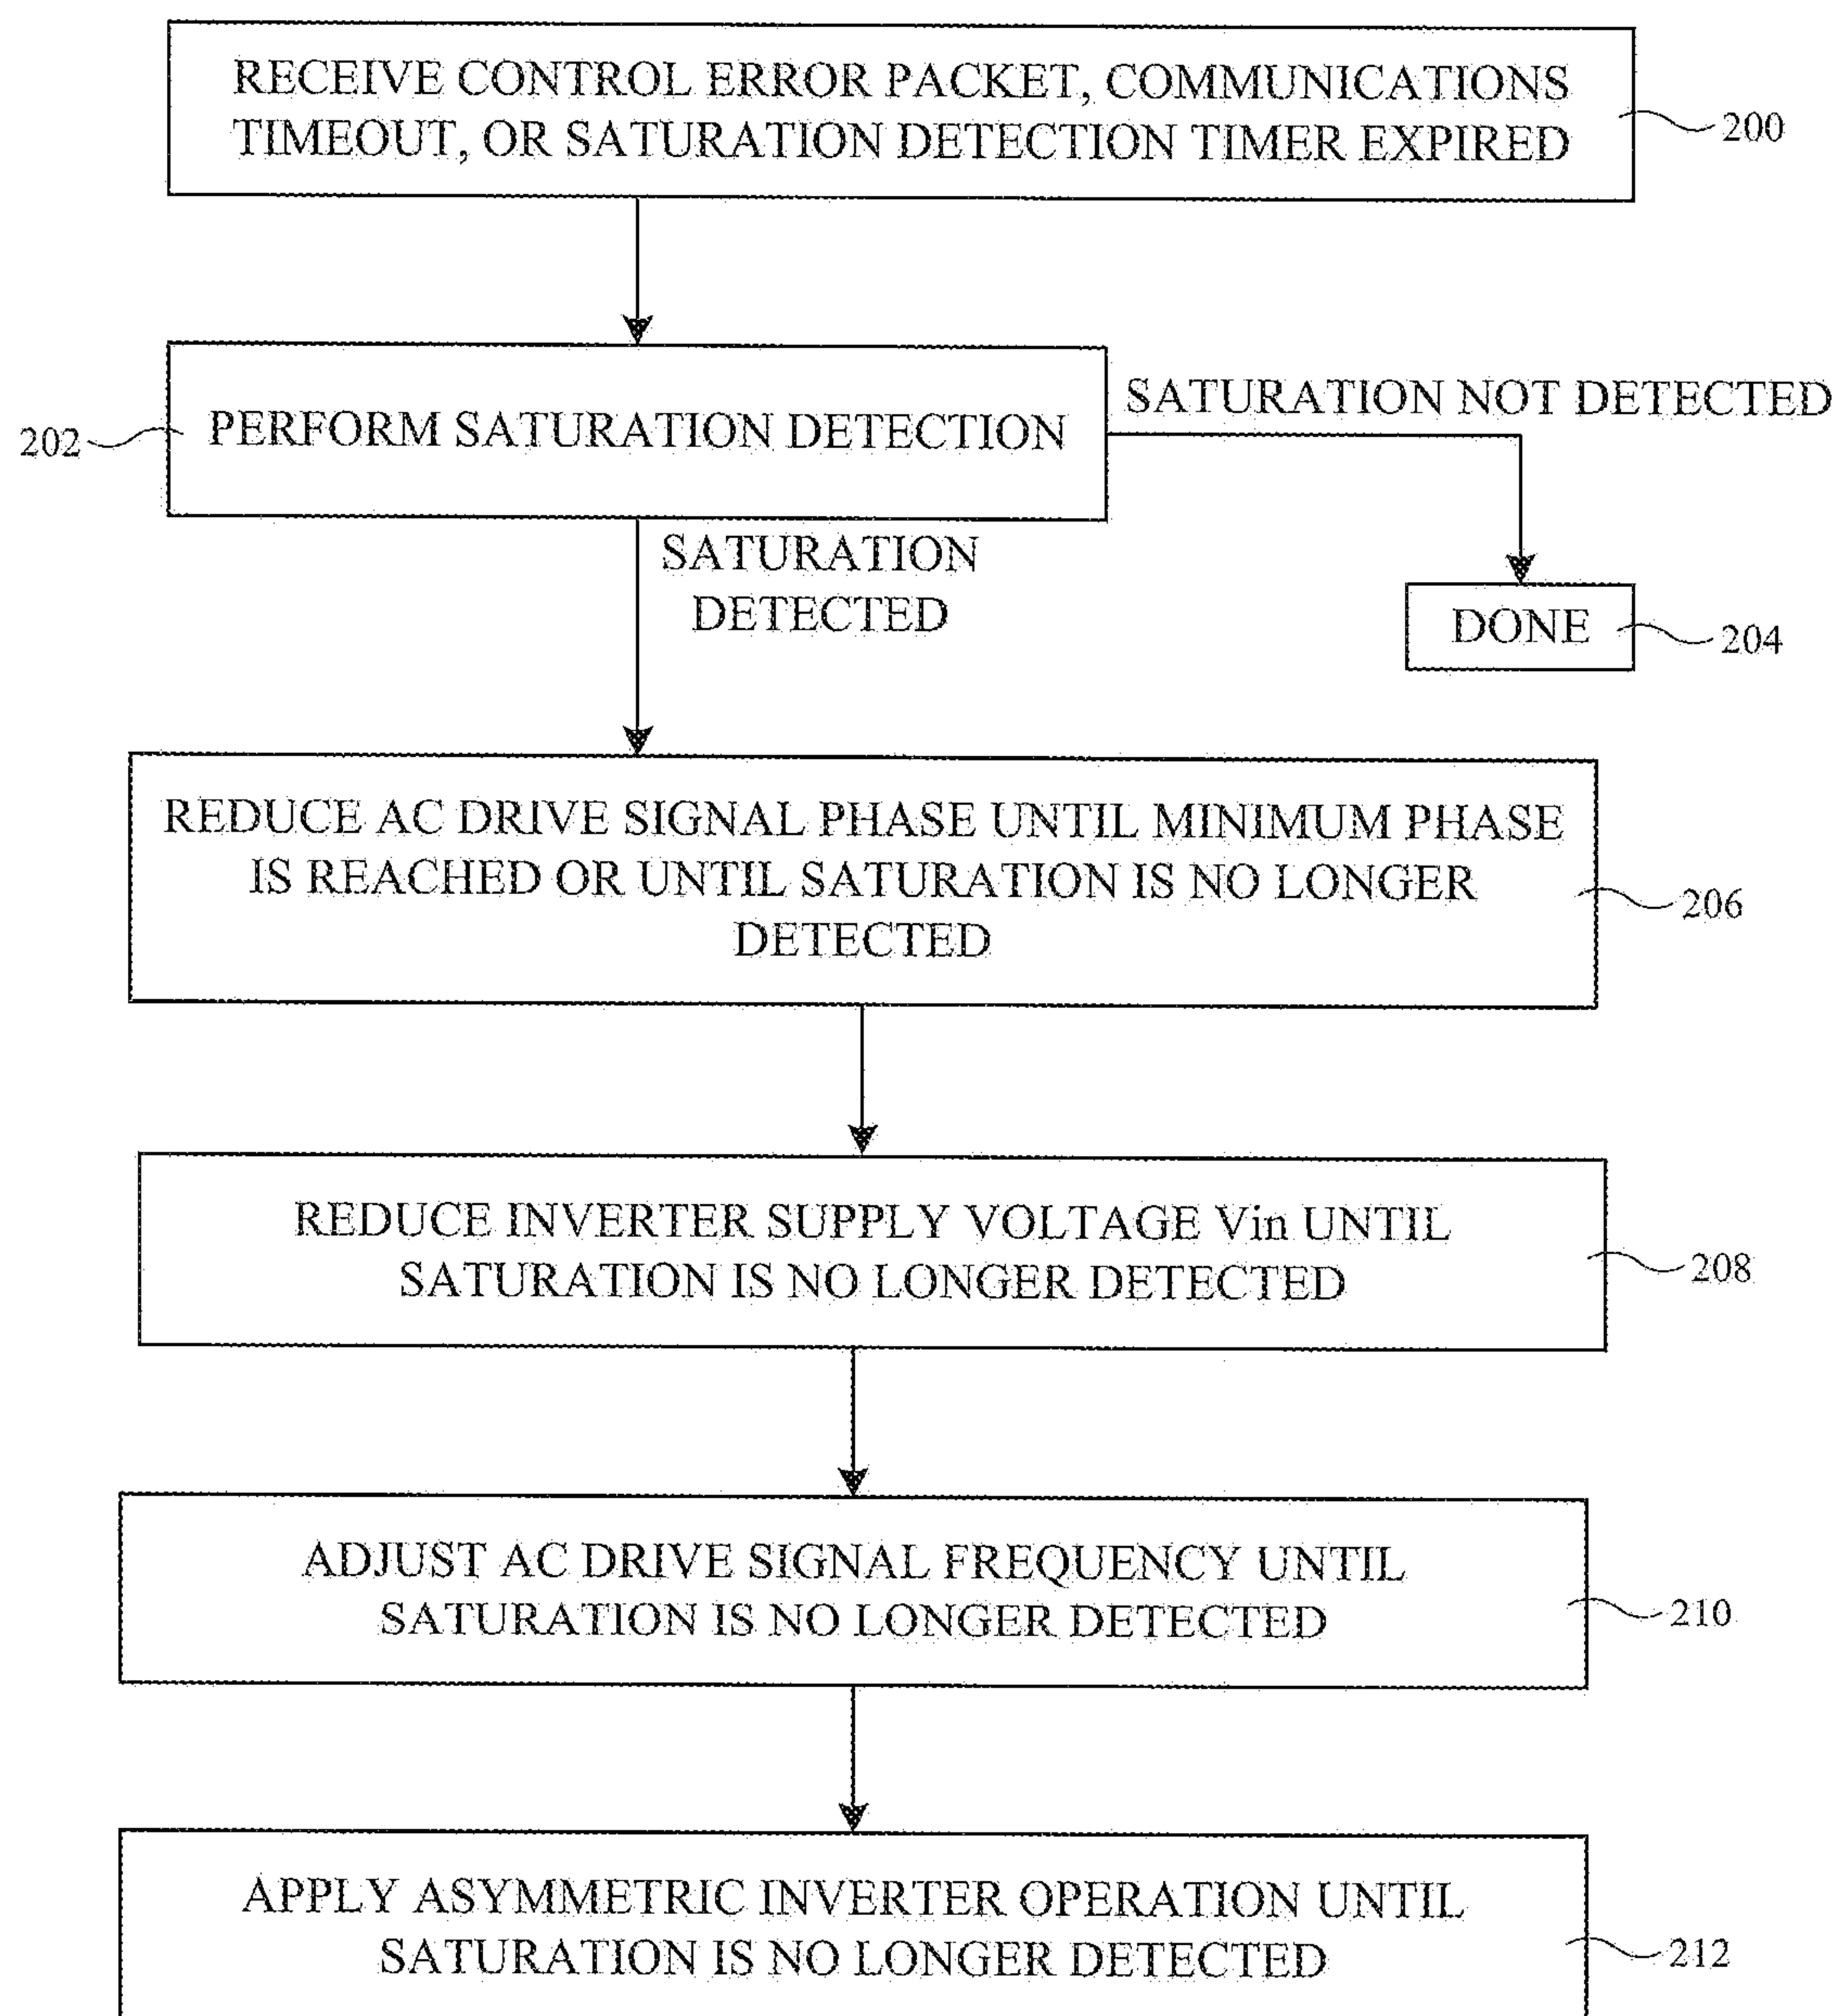 RECEIVE CONTROL ERROR PACKET, COMMUNICATIONS
TIMEOUT, OR SATURATION DETECTION TIMER EXPIRED
200
202
PERFORM SATURATION DETECTION
SATURATION NOT DETECTED
SATURATION
DETECTED
DONE
204
REDUCE AC DRIVE SIGNAL PHASE UNTIL MINIMUM PHASE
IS REACHED OR UNTIL SATURATION IS NO LONGER
DETECTED
206
REDUCE INVERTER SUPPLY VOLTAGE Vin UNTIL
SATURATION IS NO LONGER DETECTED
208
ADJUST AC DRIVE SIGNAL FREQUENCY UNTIL
SATURATION IS NO LONGER DETECTED
210
APPLY ASYMMETRIC INVERTER OPERATION UNTIL
SATURATION IS NO LONGER DETECTED
212